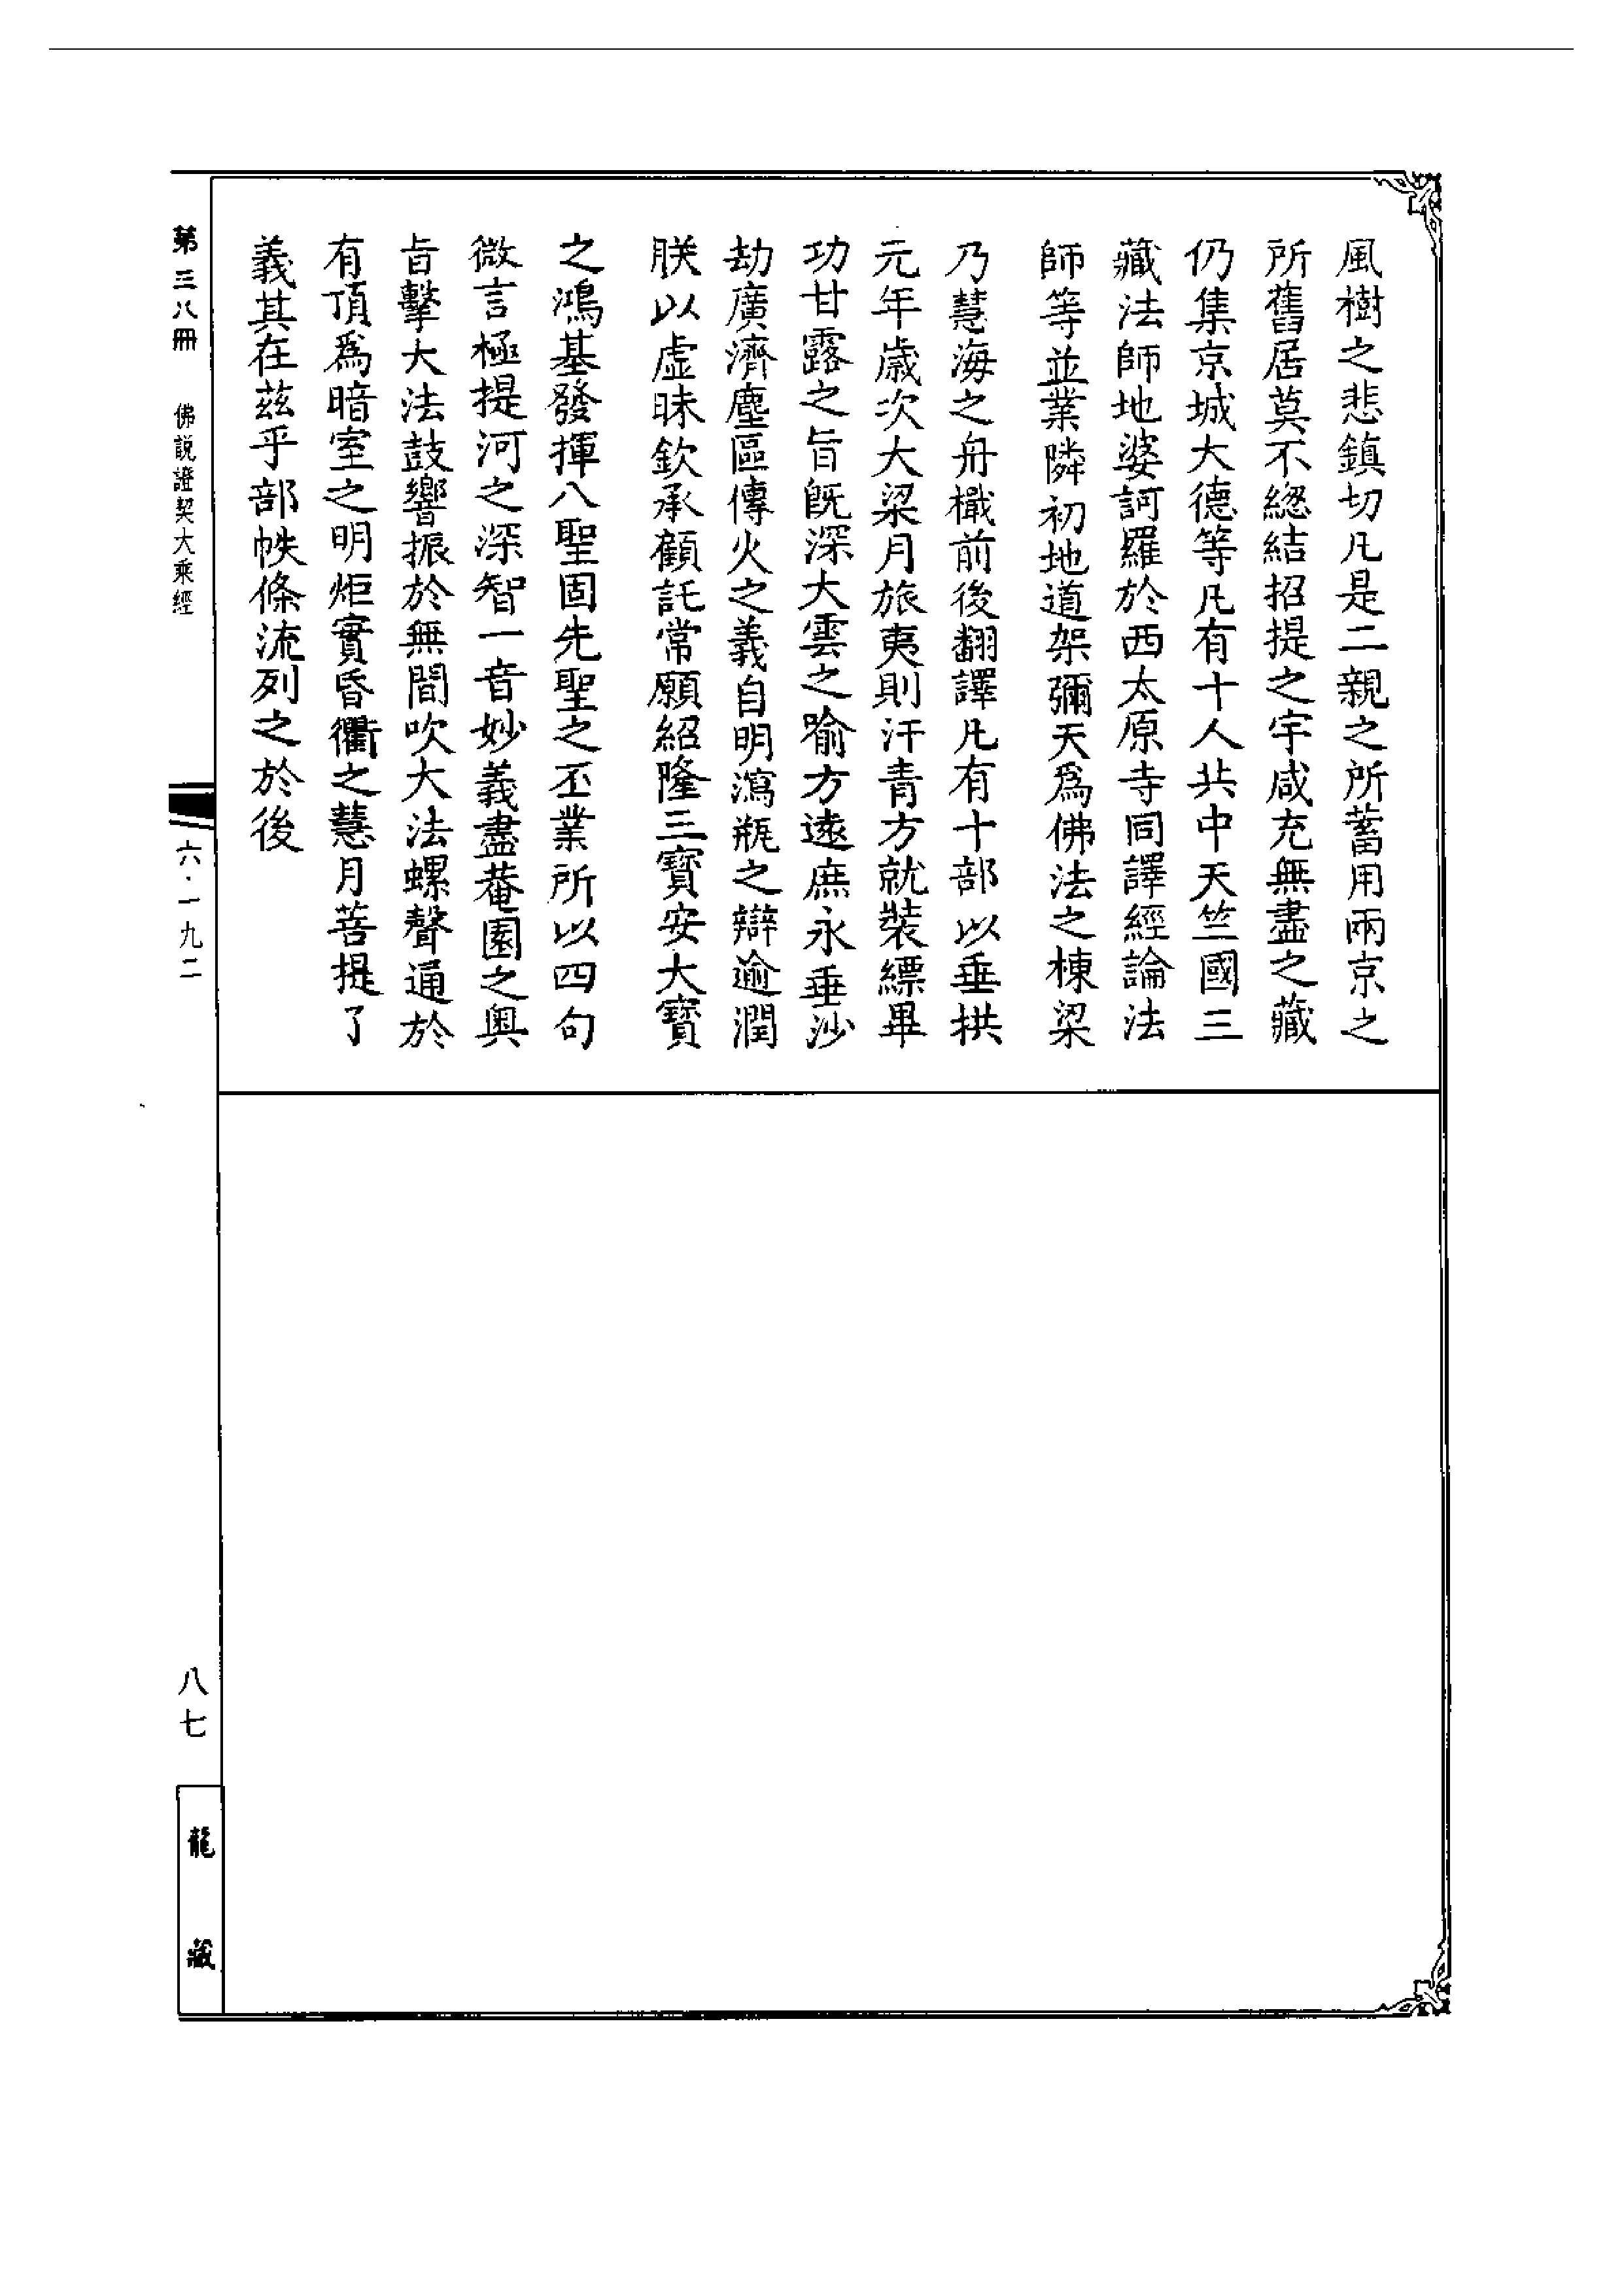 風樹之悲鎮切凡是二親之所蓄用兩京之
所舊居莫不緫結招提之宇咸充無盡之藏
仍集京城大德等凡有十人共中天竺國三
藏法師地婆訶羅於西太原寺同譯經論法
師等並業隣初地道架彌天爲佛法之棟梁
乃慧海之舟檝前後翻譯凡有十部以垂拱
元年歲次大梁月旅夷則汗青方就裝縹畢
功甘露之旨旣深大雲之喻方遠庶永垂沙
劫廣濟塵區傳火之義自明瀉瓶之辯逾潤
朕以虛昧欽承顧託常願紹隆三寶安大寶
之鴻基發揮八聖固先聖之丕業所以四句
微言極提河之深智一音妙義盡菴園之奧
旨擊大法鼓響振於無間吹大法螺聲通於
有頂爲暗室之明炬實昏衢之慧月菩提了
義其在茲乎部帙條流列之於後
第三八冊 佛說證契大乘經 六·一九二 八七
龍藏